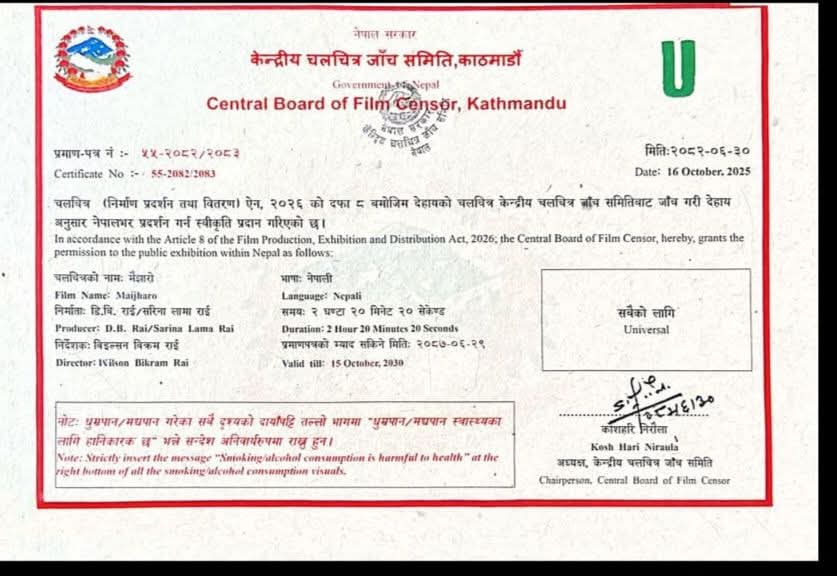 नेपाल सरकार
केन्द्रीय चलचित्र जाँच समिति,काठमाडौँ
Government of Nepal
Central Board of Film Censor, Kathmandu
U
प्रमाण-पत्र नं :- ५५-२०८२/२०८३
मिति:२०८२-०६-३०
Certificate No :- 55-2082/2083
Date: 16 October, 2025
चलचित्र (निर्माण प्रदर्शन तथा वितरण) ऐन, २०२६ को दफा ८ बमोजिम देहायको चलचित्र केन्द्रीय चलचित्र जाँच समितिबाट जाँच गरी देहाय
अनुसार नेपालभर प्रदर्शन गर्न स्वीकृति प्रदान गरिएको छ।
In accordance with the Article 8 of the Film Production, Exhibition and Distribution Act, 2026; the Central Board of Film Censor, hereby, grants the
permission to the public exhibition within Nepal as follows:
चलचित्रको नाम: मैझारो
भाषा: नेपाली
Film Name: Maijharo
Language: Nepali
निर्माता: डि.बि. राई/सरिना लामा राई
समय: २ घण्टा २० मिनेट २० सेकेण्ड
Producer: D.B. Rai/Sarina Lama Rai
Duration: 2 Hour 20 Minutes 20 Seconds
निर्देशक: विइल्सन विक्रम राई
प्रमाणपत्रको म्याद सकिने मिति: २०८७-०६-२९
Director: Wilson Bikram Rai
Valid till: 15 October, 2030
सबैको लागि
Universal
नोट: धुम्रपान/मद्यपान गरेका सबै दृश्यको दायाँपट्टि तल्लो भागमा "धुम्रपान/मद्यपान स्वास्थ्यका
लागि हानिकारक छ" भन्ने सन्देश अनिवार्यरुपमा राख्नु हुन।
Note: Strictly insert the message "Smoking/alcohol consumption is harmful to health" at the
right bottom of all the smoking/alcohol consumption visuals.
कोशहरि निरौला
Kosh Hari Niraula
अध्यक्ष, केन्द्रीय चलचित्र जाँच समिति
Chairperson, Central Board of Film Censor